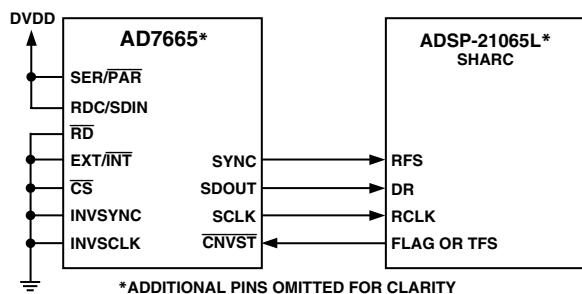 DVDD
AD7665*
SER/PAR
RDC/SDIN
RD
EXT/INT
CS
INVSYNC
INVSCLK
SYNC
SDOUT
SCLK
CNVST
ADSP-21065L*
SHARC
RFS
DR
RCLK
FLAG OR TFS
*ADDITIONAL PINS OMITTED FOR CLARITY